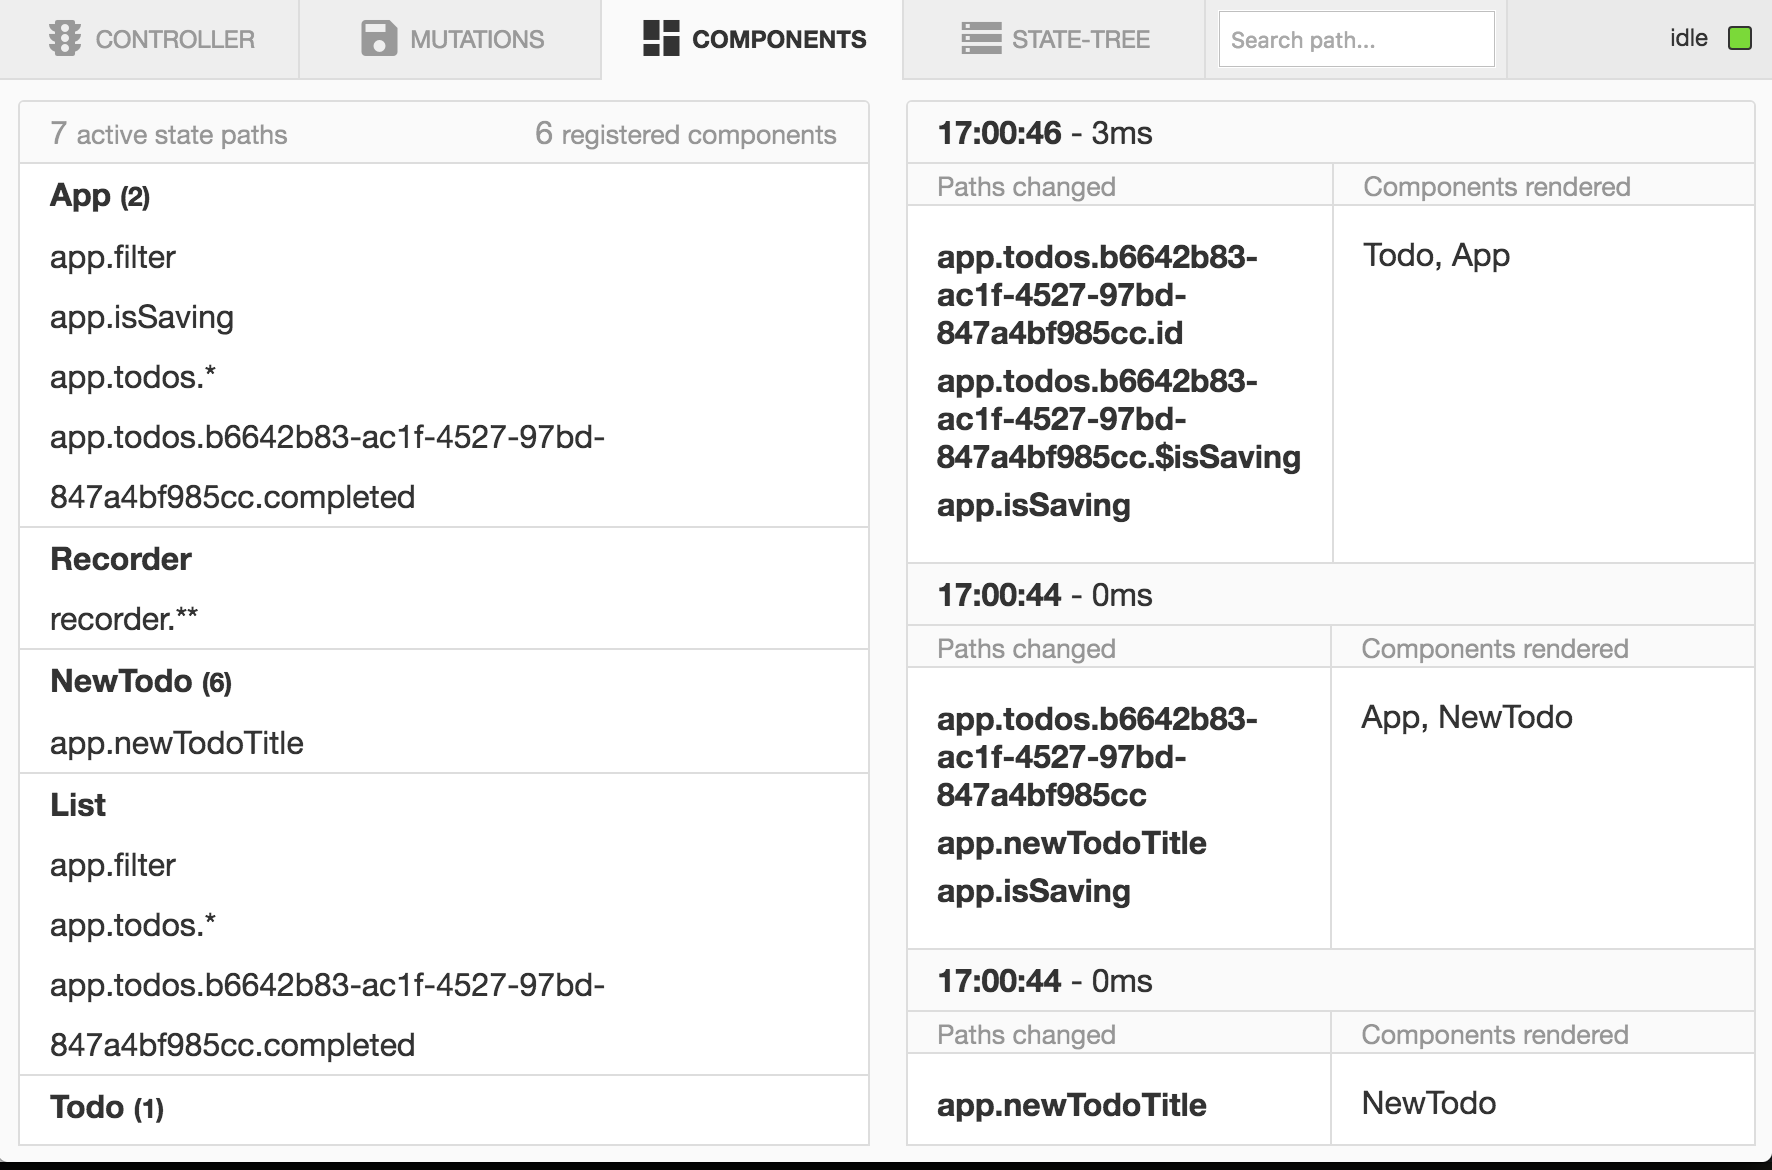 CONTROLLER
MUTATIONS
COMPONENTS
STATE-TREE
Search path...
idle
7 active state paths
6 registered components
App (2)
app.filter
app.isSaving
app.todos.*
app.todos.b6642b83-ac1f-4527-97bd-
847a4bf985cc.completed
Recorder
recorder.**
NewTodo (6)
app.newTodoTitle
List
app.filter
app.todos.*
app.todos.b6642b83-ac1f-4527-97bd-
847a4bf985cc.completed
Todo (1)
17:00:46 - 3ms
Paths changed
Components rendered
app.todos.b6642b83-
ac1f-4527-97bd-
847a4bf985cc.id
app.todos.b6642b83-
ac1f-4527-97bd-
847a4bf985cc.$isSaving
app.isSaving
Todo, App
17:00:44 - 0ms
Paths changed
Components rendered
app.todos.b6642b83-
ac1f-4527-97bd-
847a4bf985cc
app.newTodoTitle
app.isSaving
App, NewTodo
17:00:44 - 0ms
Paths changed
Components rendered
app.newTodoTitle
NewTodo